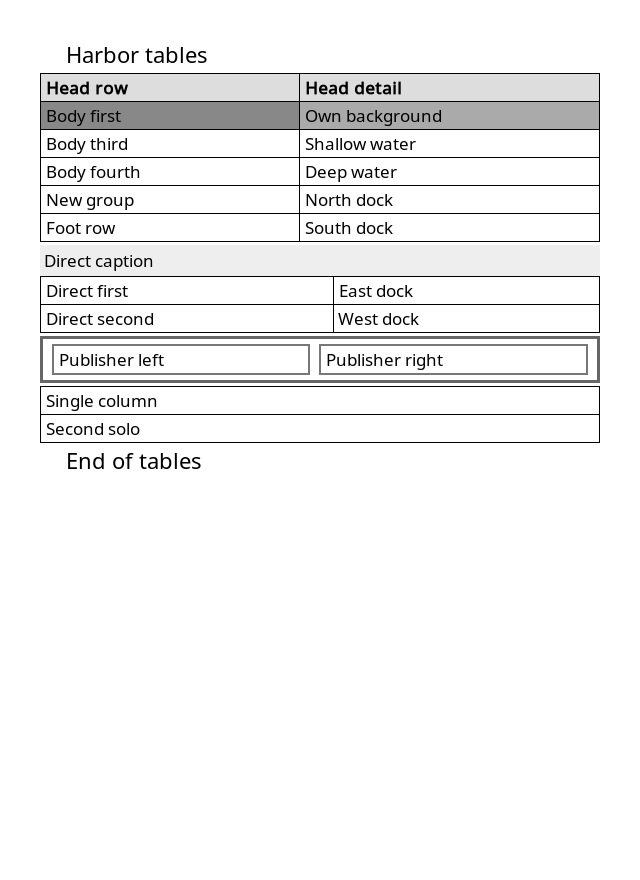 Harbor tables
Head row Head detail
Body first Own background
Body third Shallow water
Body fourth Deep water
New group North dock
Foot row South dock
Direct caption
Direct first East dock
Direct second West dock
Publisher left Publisher right
Single column
Second solo
End of tables